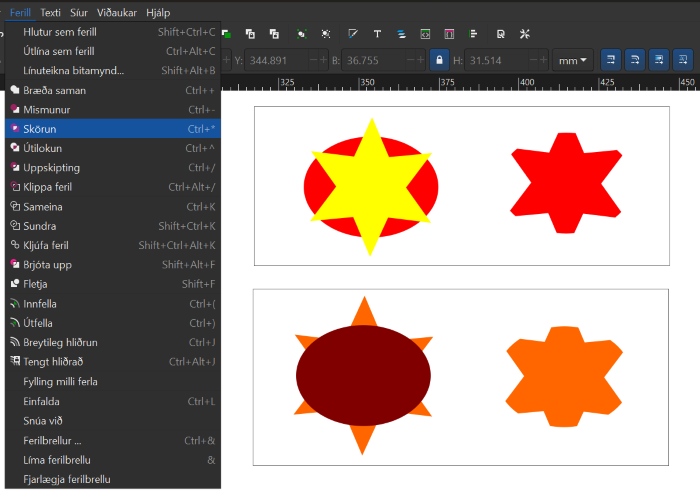 Ferill Texti Síur Viðaukar Hjálp
Hlutur sem ferill Shift+Ctrl+C
Útlína sem ferill Ctrl+Alt+C
Línuteikna bitamynd... Shift+Alt+B
Bræða saman Ctrl++
Mismunur Ctrl+-
Skörun Ctrl+*
Útilokun Ctrl+^
Uppskipting Ctrl+/
Klippa feril Ctrl+Alt+/
Sameina Ctrl+K
Sundra Shift+Ctrl+K
Kljúfa feril Shift+Ctrl+Alt+K
Brjóta upp Shift+Alt+F
Fletja Shift+F
Innfella Ctrl+(
Útfella Ctrl+)
Breytileg hliðrun Ctrl+J
Tengt hliðrað Ctrl+Alt+J
Fylling milli ferla
Einfalda Ctrl+L
Snúa við
Ferilbrellur ... Ctrl+&
Líma ferilbrellu &
Fjarlægja ferilbrellu
Y: 344.891 B: 36.755 H: 31.514 mm
325 350 375 400 425 450